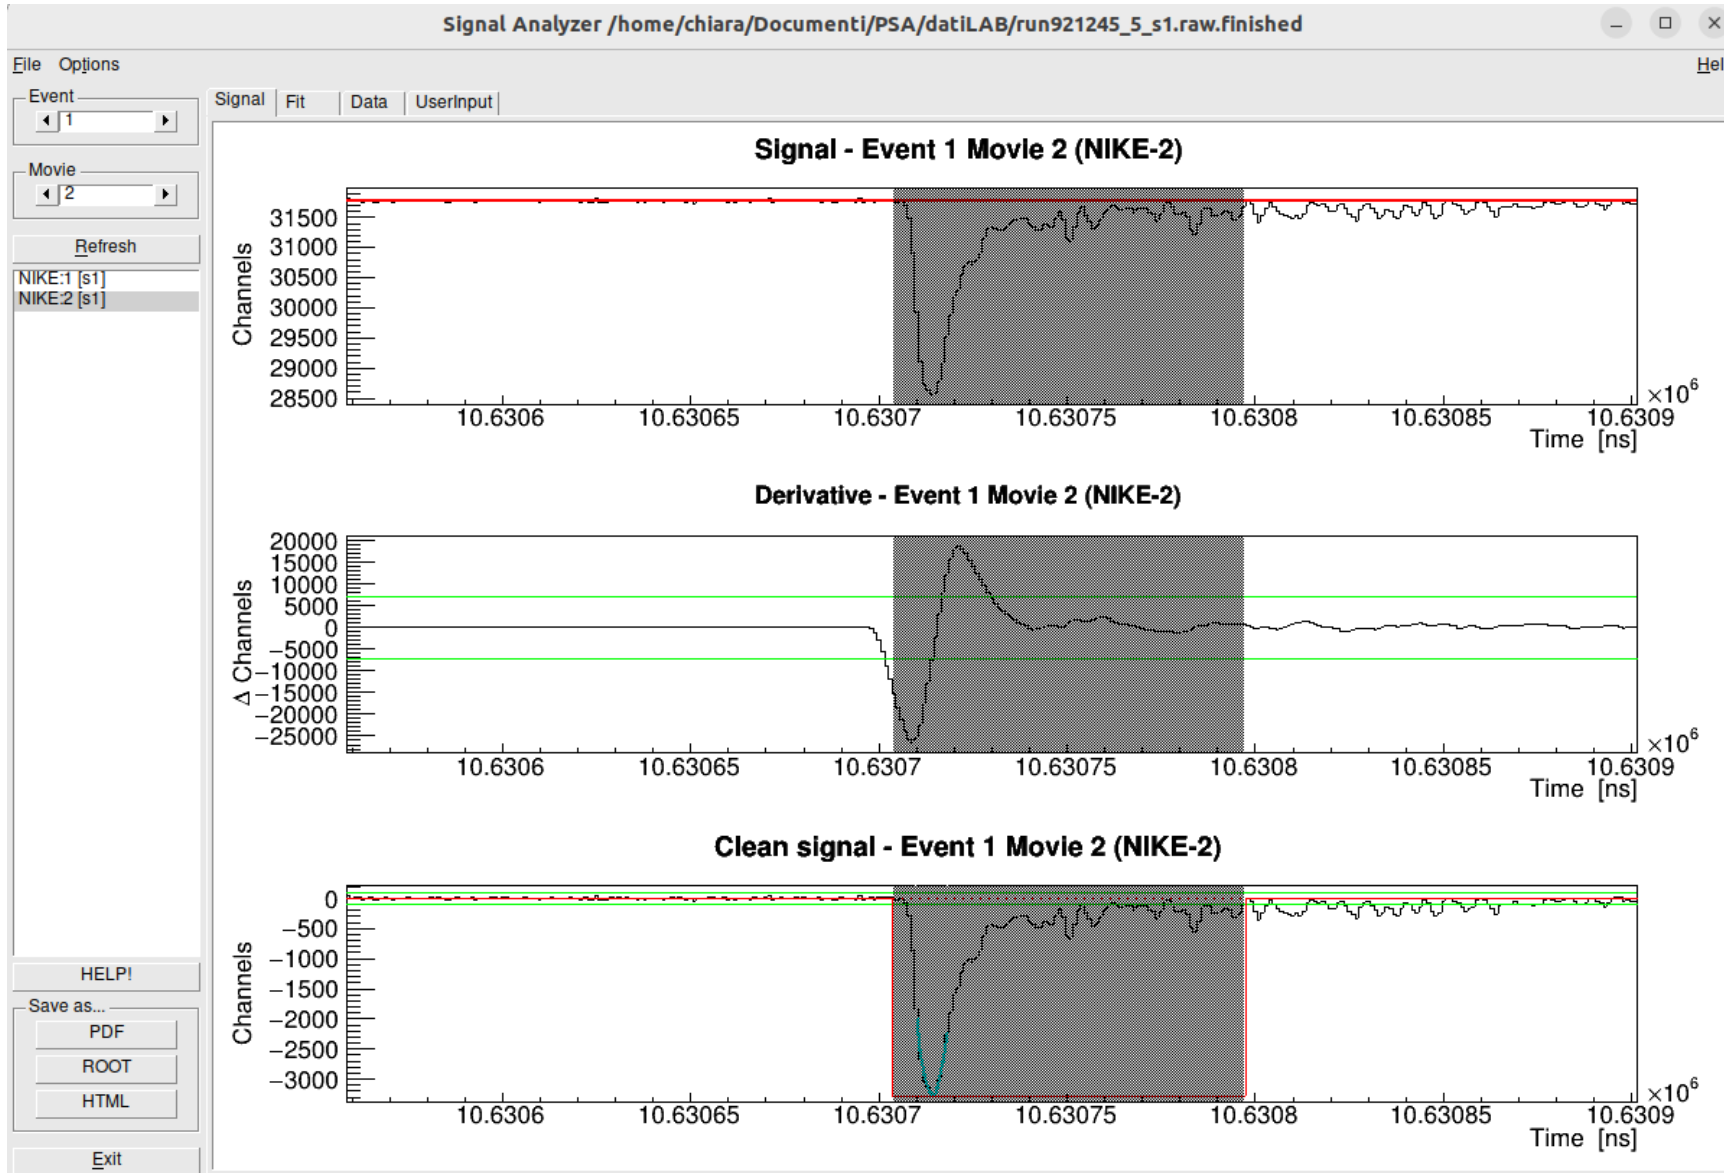 Signal Analyzer /home/chiara/Documenti/PSA/datiLAB/run921245_5_s1.raw.finished
File Options Hel
Event
1
Movie
2
Refresh
NIKE:1 [s1]
NIKE:2 [s1]
HELP!
Save as...
PDF
ROOT
HTML
Exit
Signal Fit Data UserInput
Signal - Event 1 Movie 2 (NIKE-2)
Channels
31500
31000
30500
30000
29500
29000
28500
10.6306 10.63065 10.6307 10.63075 10.6308 10.63085 10.6309
×10⁶
Time [ns]
Derivative - Event 1 Movie 2 (NIKE-2)
Δ Channels
20000
15000
10000
5000
0
−5000
−10000
−15000
−20000
−25000
10.6306 10.63065 10.6307 10.63075 10.6308 10.63085 10.6309
×10⁶
Time [ns]
Clean signal - Event 1 Movie 2 (NIKE-2)
Channels
0
−500
−1000
−1500
−2000
−2500
−3000
10.6306 10.63065 10.6307 10.63075 10.6308 10.63085 10.6309
×10⁶
Time [ns]